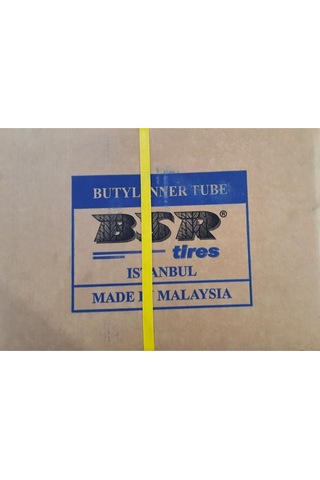 BUTYL INNER TUBE
BSR®
tires
ISTANBUL
MADE IN MALAYSIA